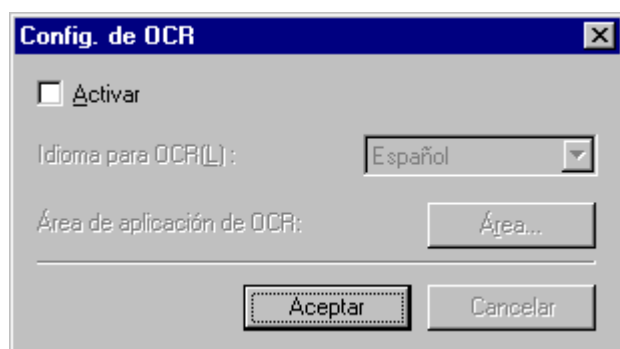 Config. de OCR
Activar
Idioma para OCR(L) : Español
Área de aplicación de OCR: Área...
Aceptar Cancelar